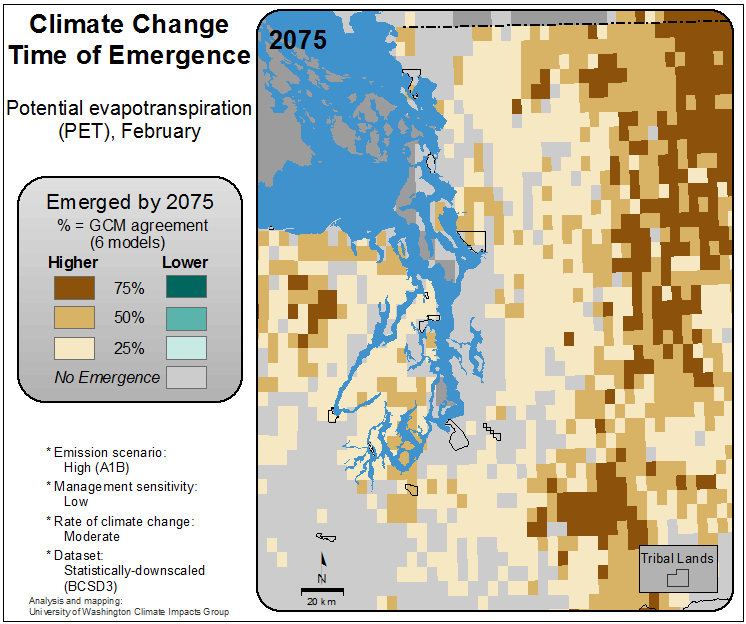 Climate Change
Time of Emergence
Potential evapotranspiration
(PET), February
Emerged by 2075
% = GCM agreement
(6 models)
Higher Lower
75%
50%
25%
No Emergence
* Emission scenario:
High (A1B)
* Management sensitivity:
Low
* Rate of climate change:
Moderate
* Dataset:
Statistically-downscaled
(BCSD3)
Analysis and mapping:
University of Washington Climate Impacts Group
2075
N
20 km
Tribal Lands